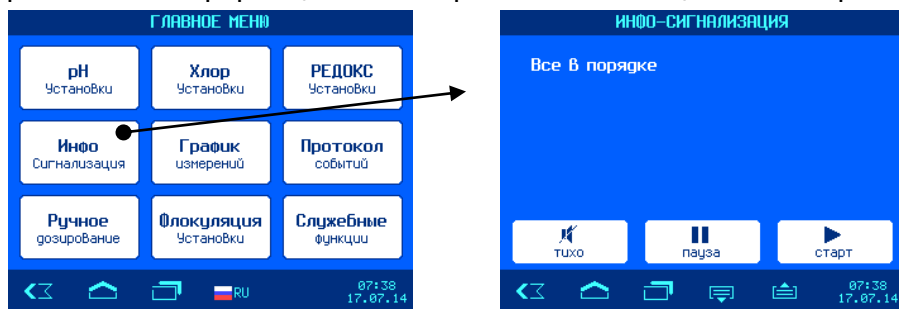 ГЛАВНОЕ МЕНЮ
pH
Установки
Хлор
Установки
РЕДОКС
Установки
Инфо
Сигнализация
График
измерений
Протокол
событий
Ручное
дозирование
Флокуляция
Установки
Служебные
функции
RU
07:38
17.07.14
ИНФО-СИГНАЛИЗАЦИЯ
Все в порядке
тихо
пауза
старт
07:38
17.07.14